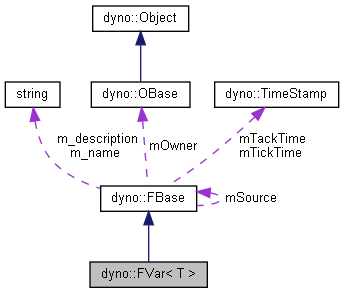 dyno::Object
string
dyno::OBase
dyno::TimeStamp
m_description
m_name
mOwner
mTackTime
mTickTime
dyno::FBase
mSource
dyno::FVar< T >